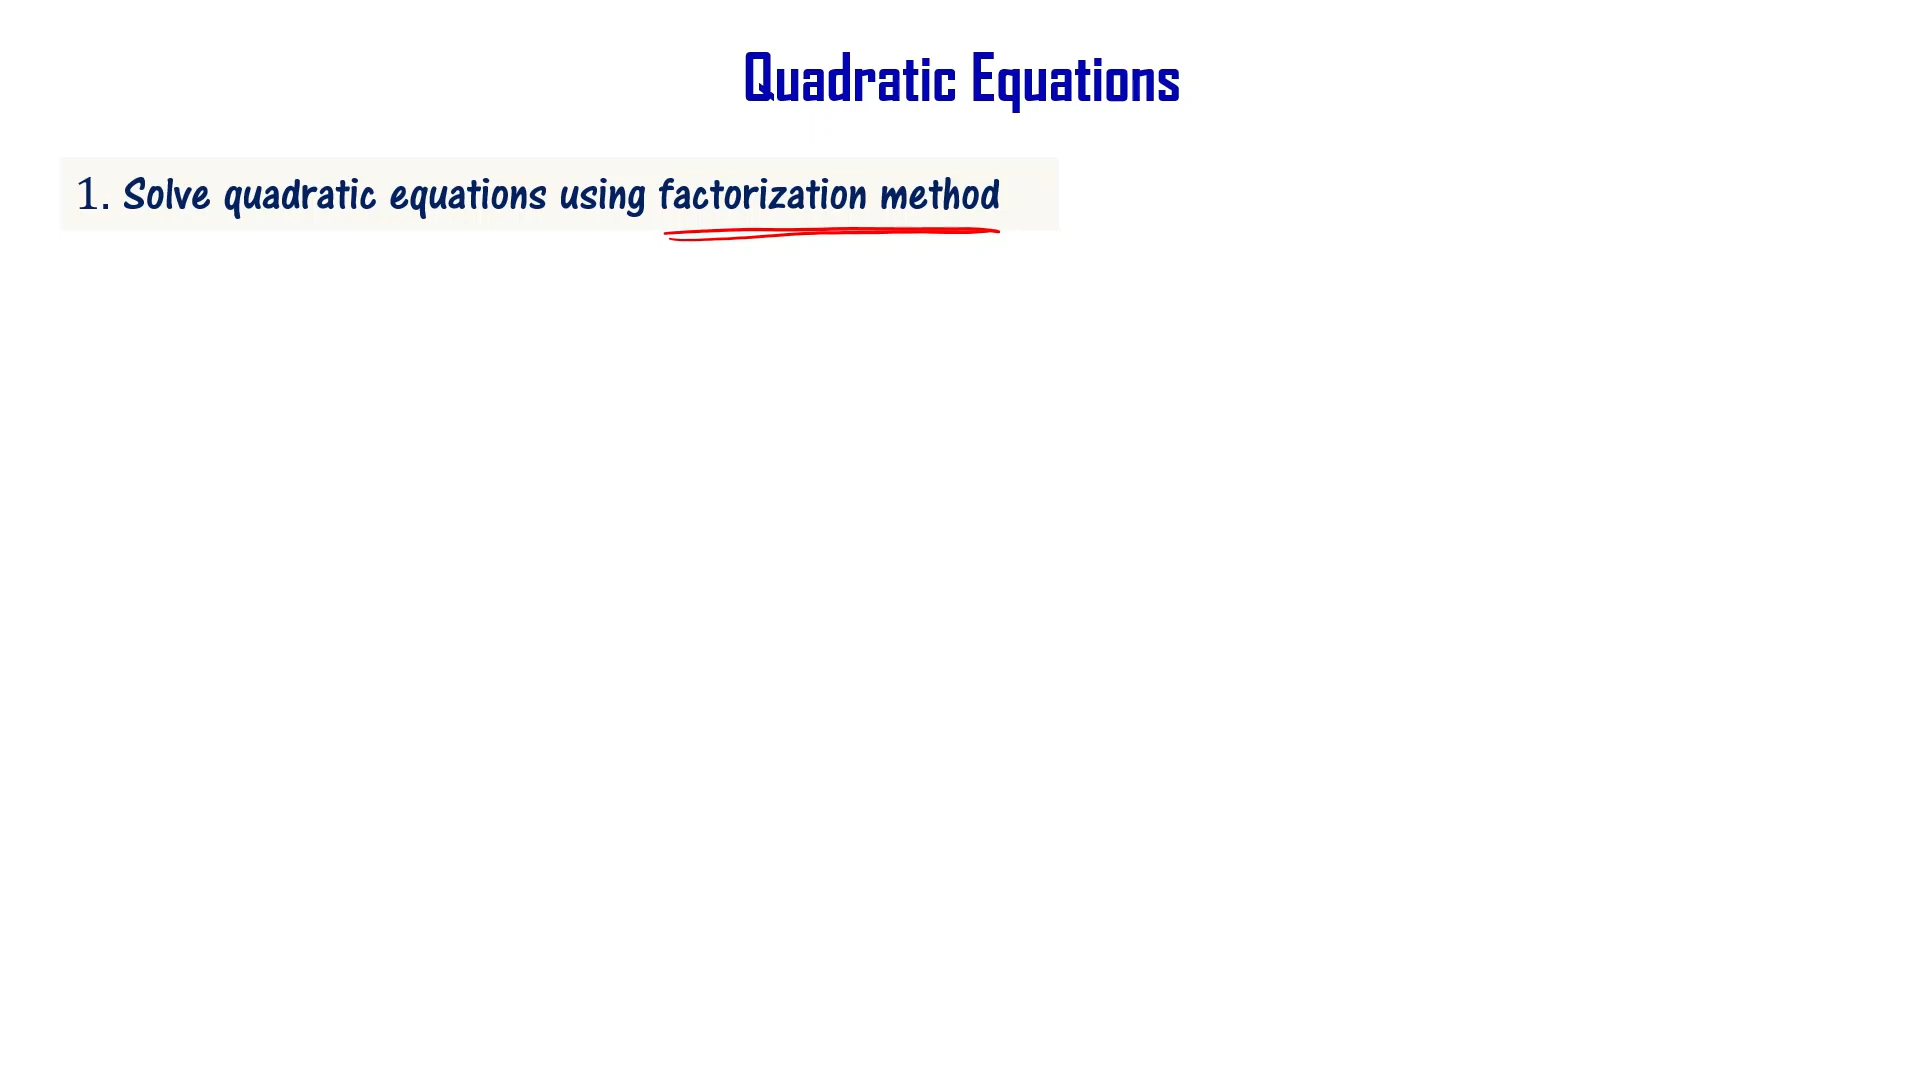 Quadratic Equations
1. Solve quadratic equations using factorization method